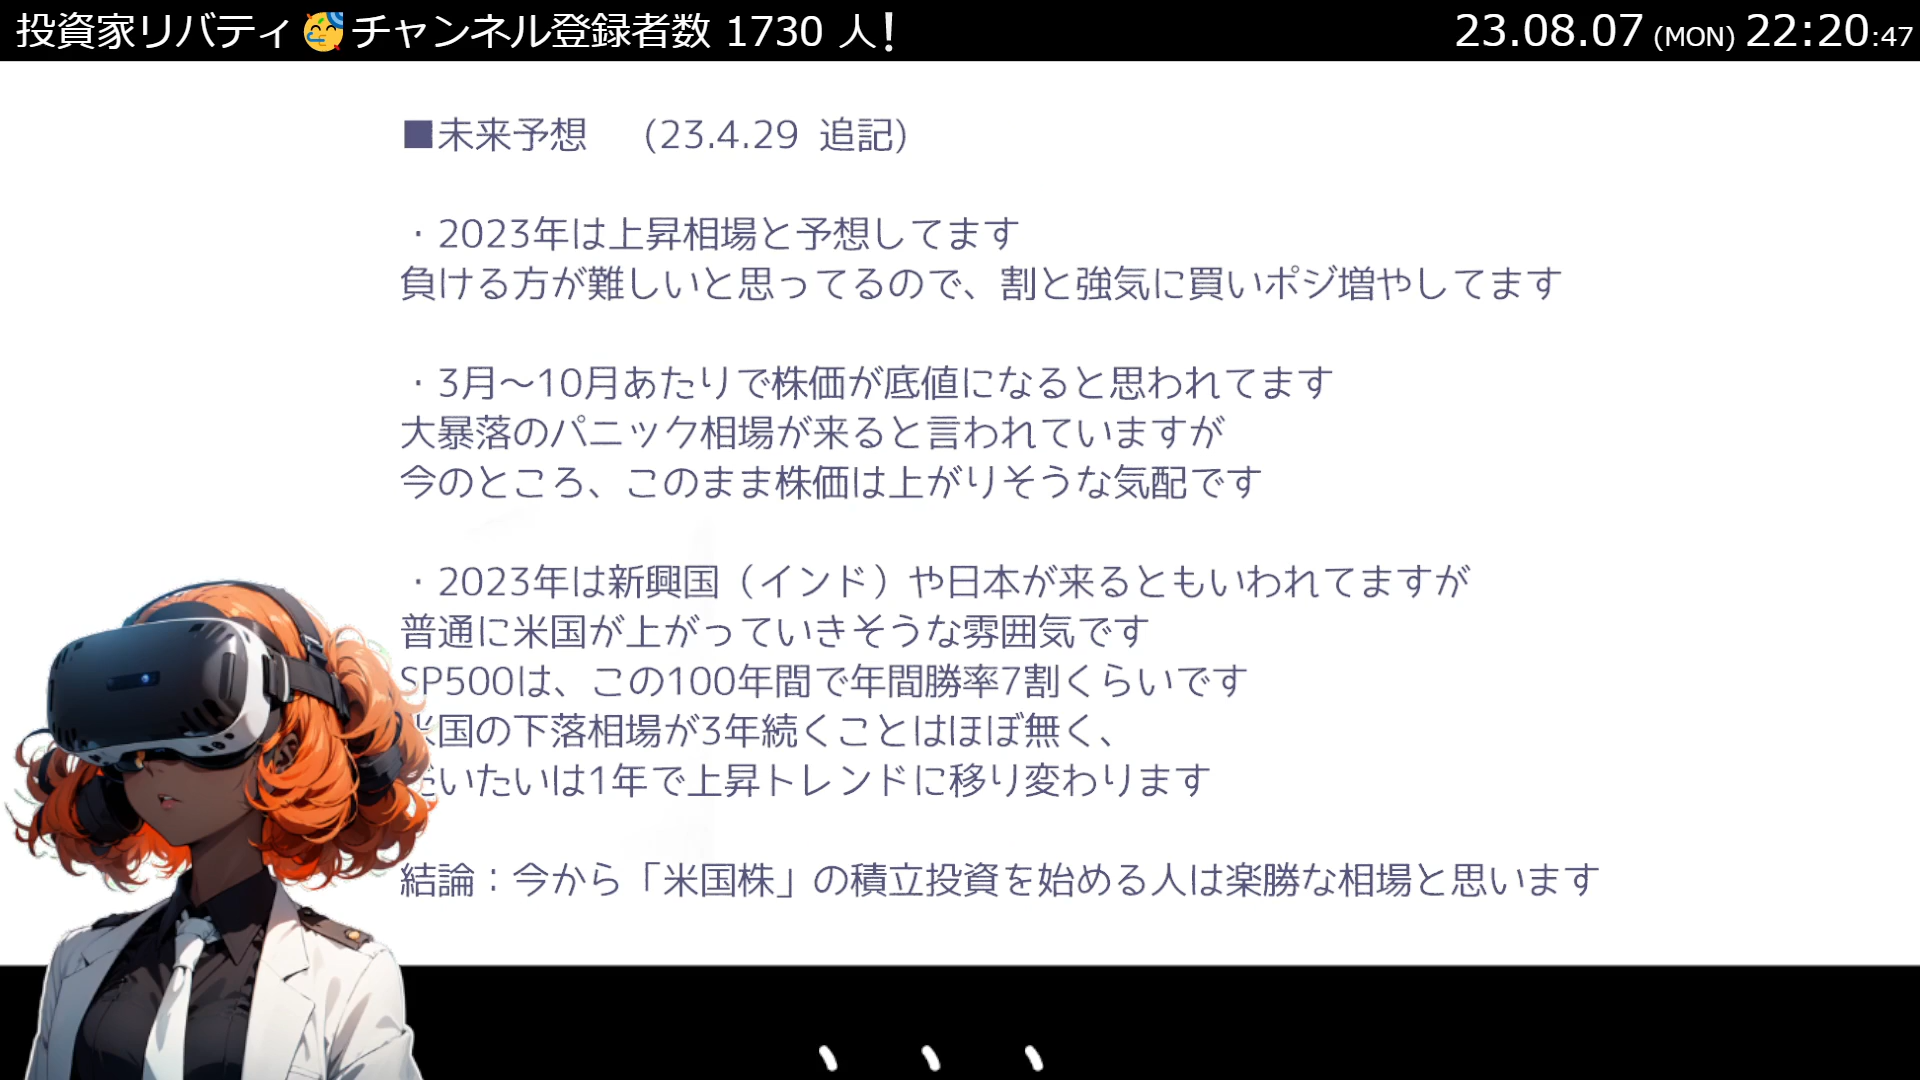 投資家リバティ🥳チャンネル登録者数 1730 人!
23.08.07 (MON) 22:20:47
■未来予想 (23.4.29 追記)
・2023年は上昇相場と予想してます
負ける方が難しいと思ってるので、割と強気に買いポジ増やしてます
・3月～10月あたりで株価が底値になると思われてます
大暴落のパニック相場が来ると言われていますが
今のところ、このまま株価は上がりそうな気配です
・2023年は新興国（インド）や日本が来るともいわれてますが
普通に米国が上がっていきそうな雰囲気です
SP500は、この100年間で年間勝率7割くらいです
米国の下落相場が3年続くことはほぼ無く、
だいたいは1年で上昇トレンドに移り変わります
結論：今から「米国株」の積立投資を始める人は楽勝な相場と思います
、、、